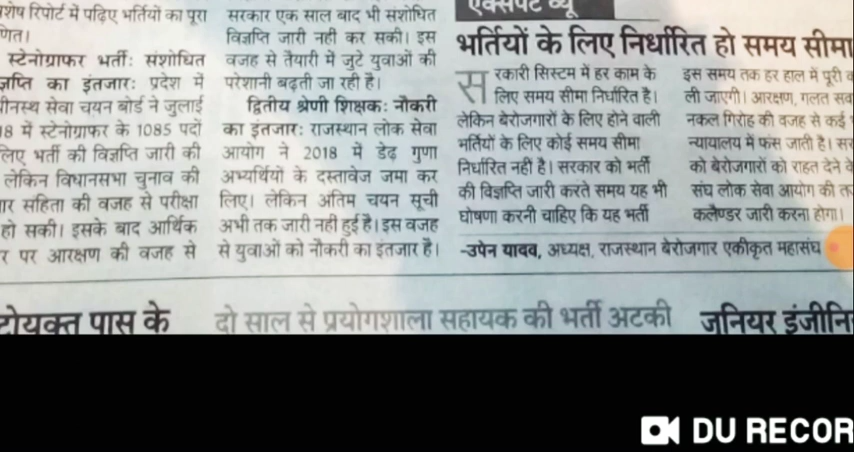 शेष रिपोर्ट में पढ़िए भर्तियों का पूरा
णित।
स्टेनोग्राफर भर्ती: संशोधित
ज्ञप्ति का इंतजार: प्रदेश में
ीनस्थ सेवा चयन बोर्ड ने जुलाई
18 में स्टेनोग्राफर के 1085 पदों
लिए भर्ती की विज्ञप्ति जारी की
लेकिन विधानसभा चुनाव की
ार संहिता की वजह से परीक्षा
हो सकी। इसके बाद आर्थिक
र पर आरक्षण की वजह से
सरकार एक साल बाद भी संशोधित
विज्ञप्ति जारी नही कर सकी। इस
वजह से तैयारी में जुटे युवाओं की
परेशानी बढ़ती जा रही है।
द्वितीय श्रेणी शिक्षक: नौकरी
का इंतजार: राजस्थान लोक सेवा
आयोग ने 2018 में डेढ़ गुणा
अभ्यर्थियों के दस्तावेज जमा कर
लिए। लेकिन अंतिम चयन सूची
अभी तक जारी नही हुई है। इस वजह
से युवाओं को नौकरी का इंतजार है।
एक्सपर्ट व्यू
भर्तियों के लिए निर्धारित हो समय सीमा
सरकारी सिस्टम में हर काम के
लिए समय सीमा निर्धारित है।
लेकिन बेरोजगारों के लिए होने वाली
भर्तियों के लिए कोई समय सीमा
निर्धारित नहीं है। सरकार को भर्ती
की विज्ञप्ति जारी करते समय यह भी
घोषणा करनी चाहिए कि यह भर्ती
इस समय तक हर हाल में पूरी क
ली जाएगी। आरक्षण, गलत सव
नकल गिरोह की वजह से कई
न्यायालय में फंस जाती है। सर
को बेरोजगारों को राहत देने के
संघ लोक सेवा आयोग की त
कलैण्डर जारी करना होगा।
-उपेन यादव, अध्यक्ष, राजस्थान बेरोजगार एकीकृत महासंघ
टोयक्त पास के
दो साल से प्रयोगशाला सहायक की भर्ती अटकी
जूनियर इंजीनि
DU RECOR